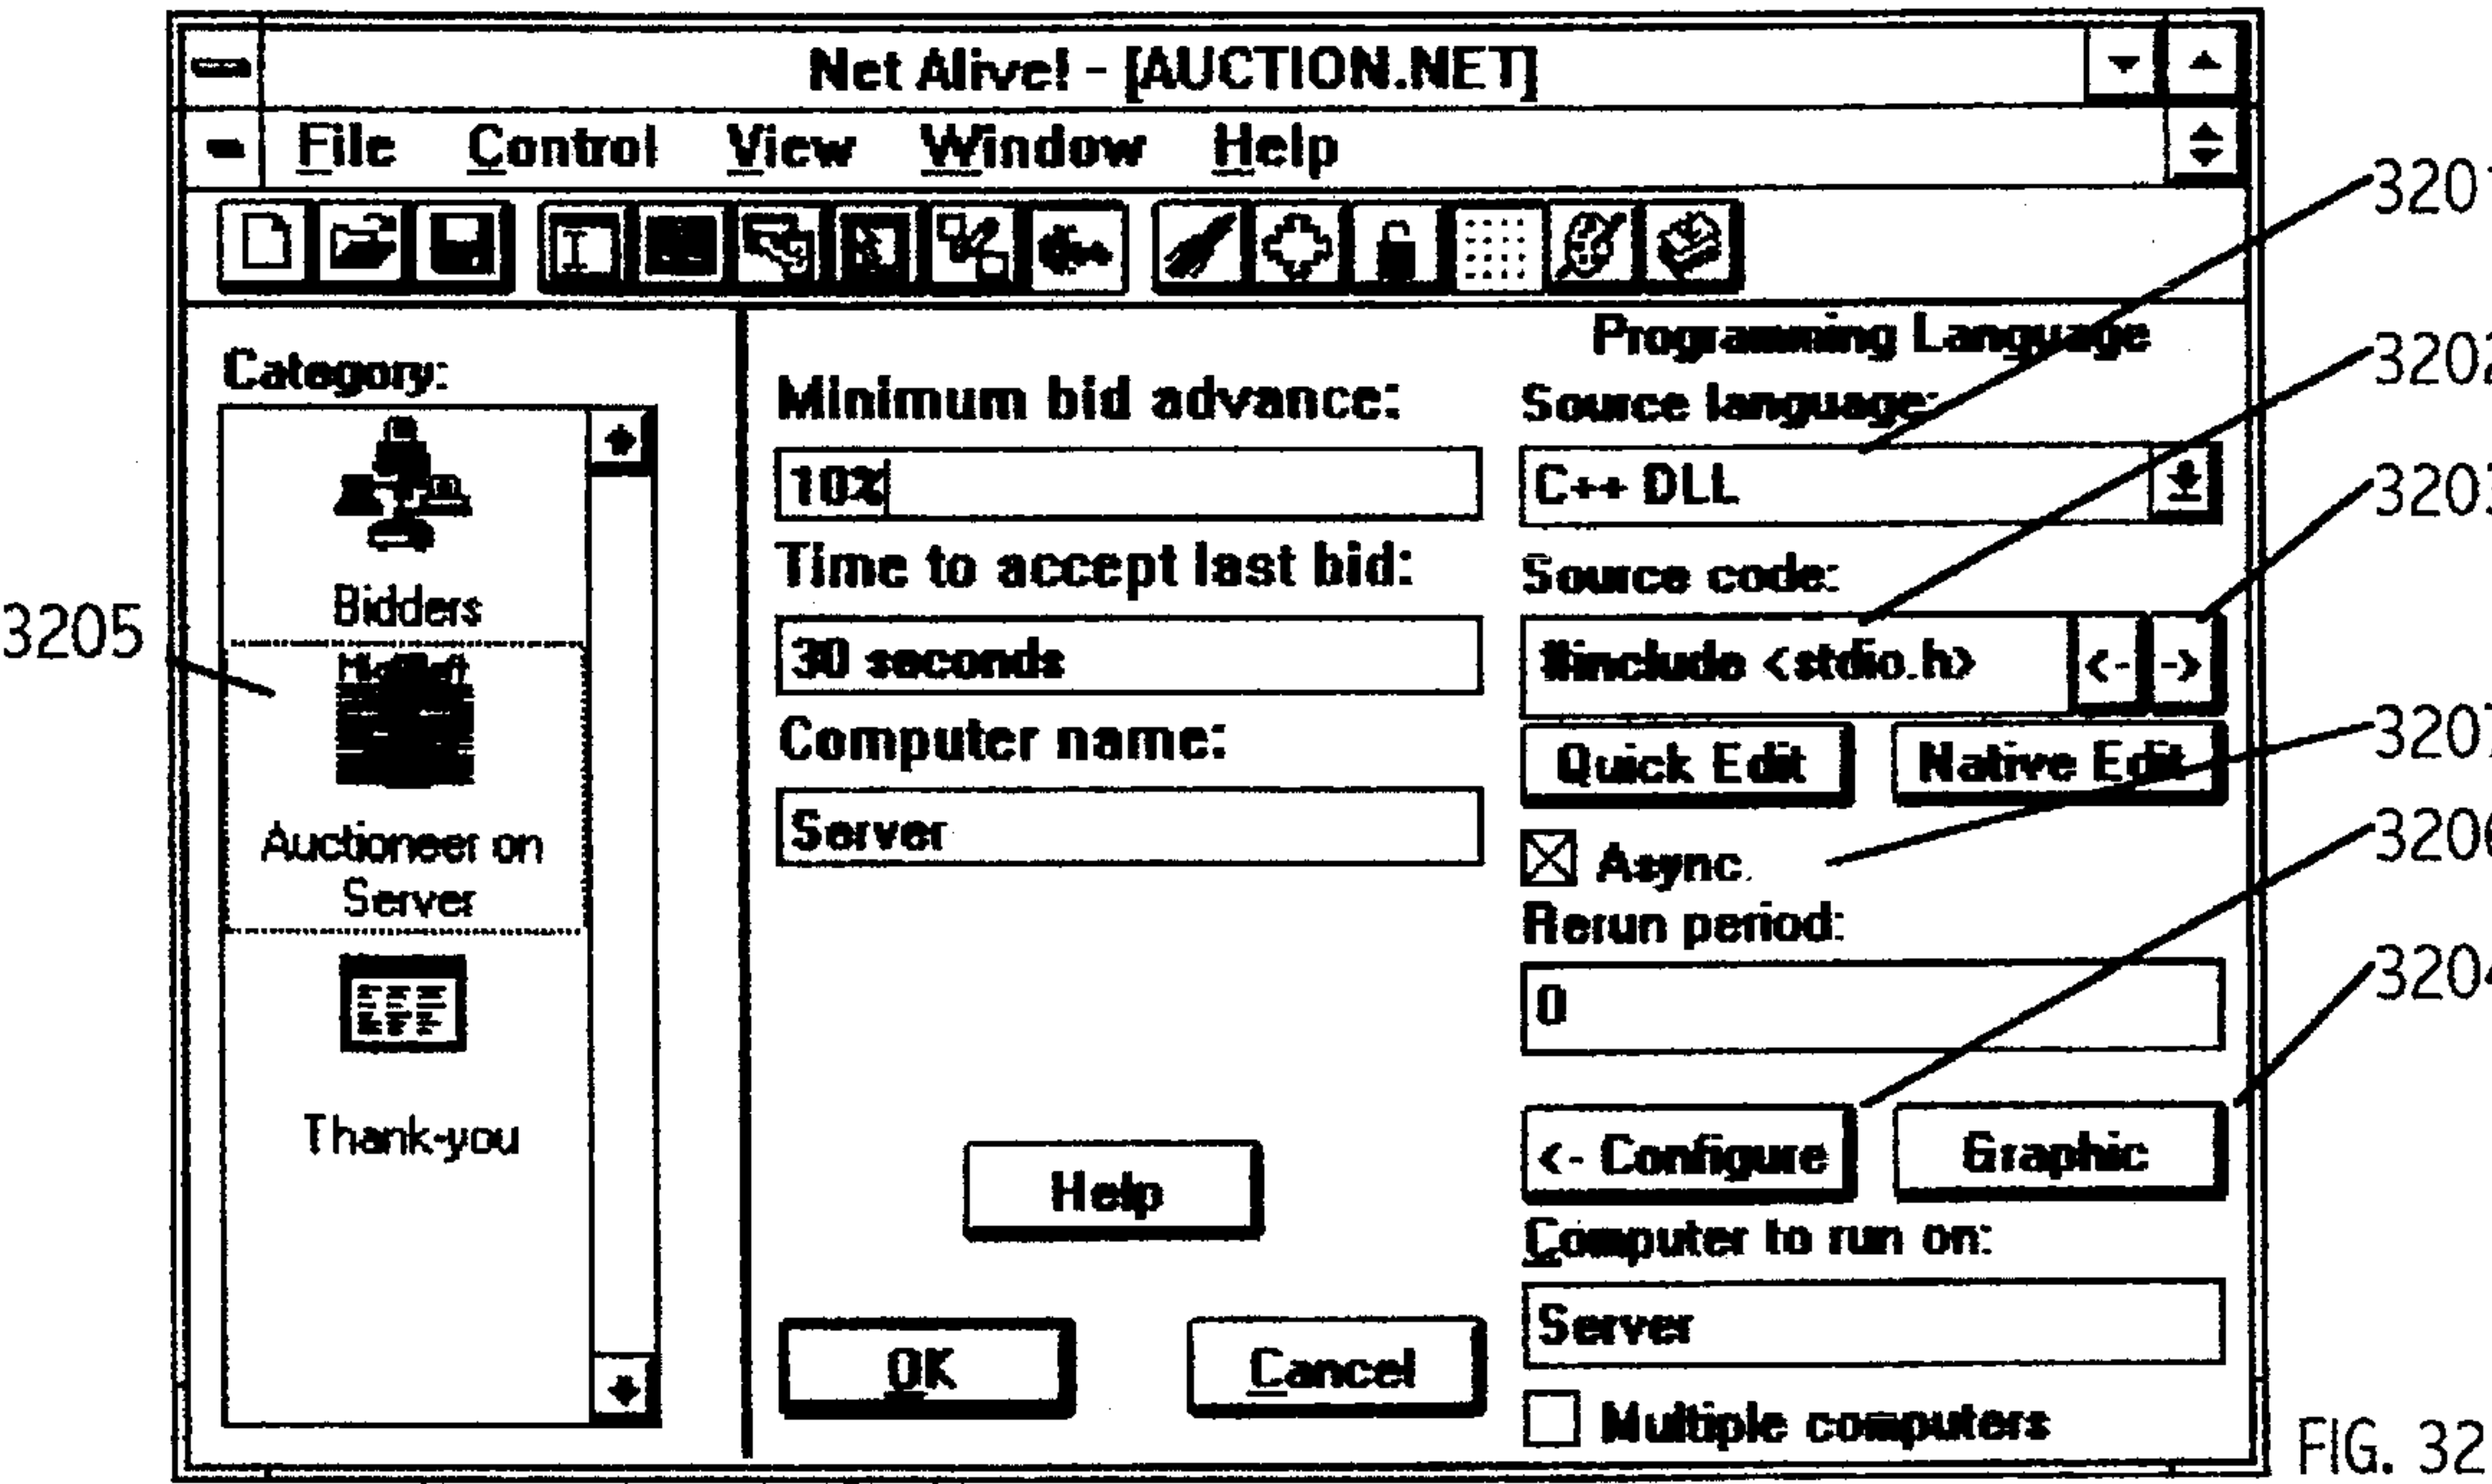 Net Alive! - [AUCTION.NET]
File Control View Window Help
3201
3202
3203
3207
3206
3204
3205
Category:
Bidders
Auctioneer on
Server
Thank-you
Minimum bid advance:
10%
Time to accept last bid:
30 seconds
Computer name:
Server
Help
OK Cancel
Programming Language
Source language:
C++ DLL
Source code:
#include <stdio.h> <- ->
Quick Edit Native Edit
Async
Rerun period:
0
<- Configure Graphic
Computer to run on:
Server
Multiple computers
FIG. 32